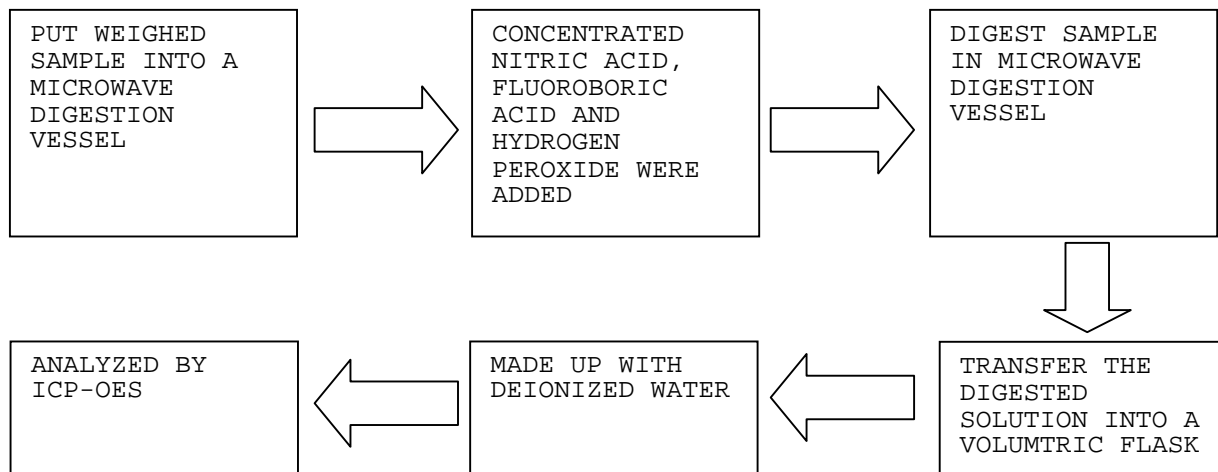 PUT WEIGHED
SAMPLE INTO A
MICROWAVE
DIGESTION
VESSEL
CONCENTRATED
NITRIC ACID,
FLUOROBORIC
ACID AND
HYDROGEN
PEROXIDE WERE
ADDED
DIGEST SAMPLE
IN MICROWAVE
DIGESTION
VESSEL
TRANSFER THE
DIGESTED
SOLUTION INTO A
VOLUMTRIC FLASK
MADE UP WITH
DEIONIZED WATER
ANALYZED BY
ICP-OES